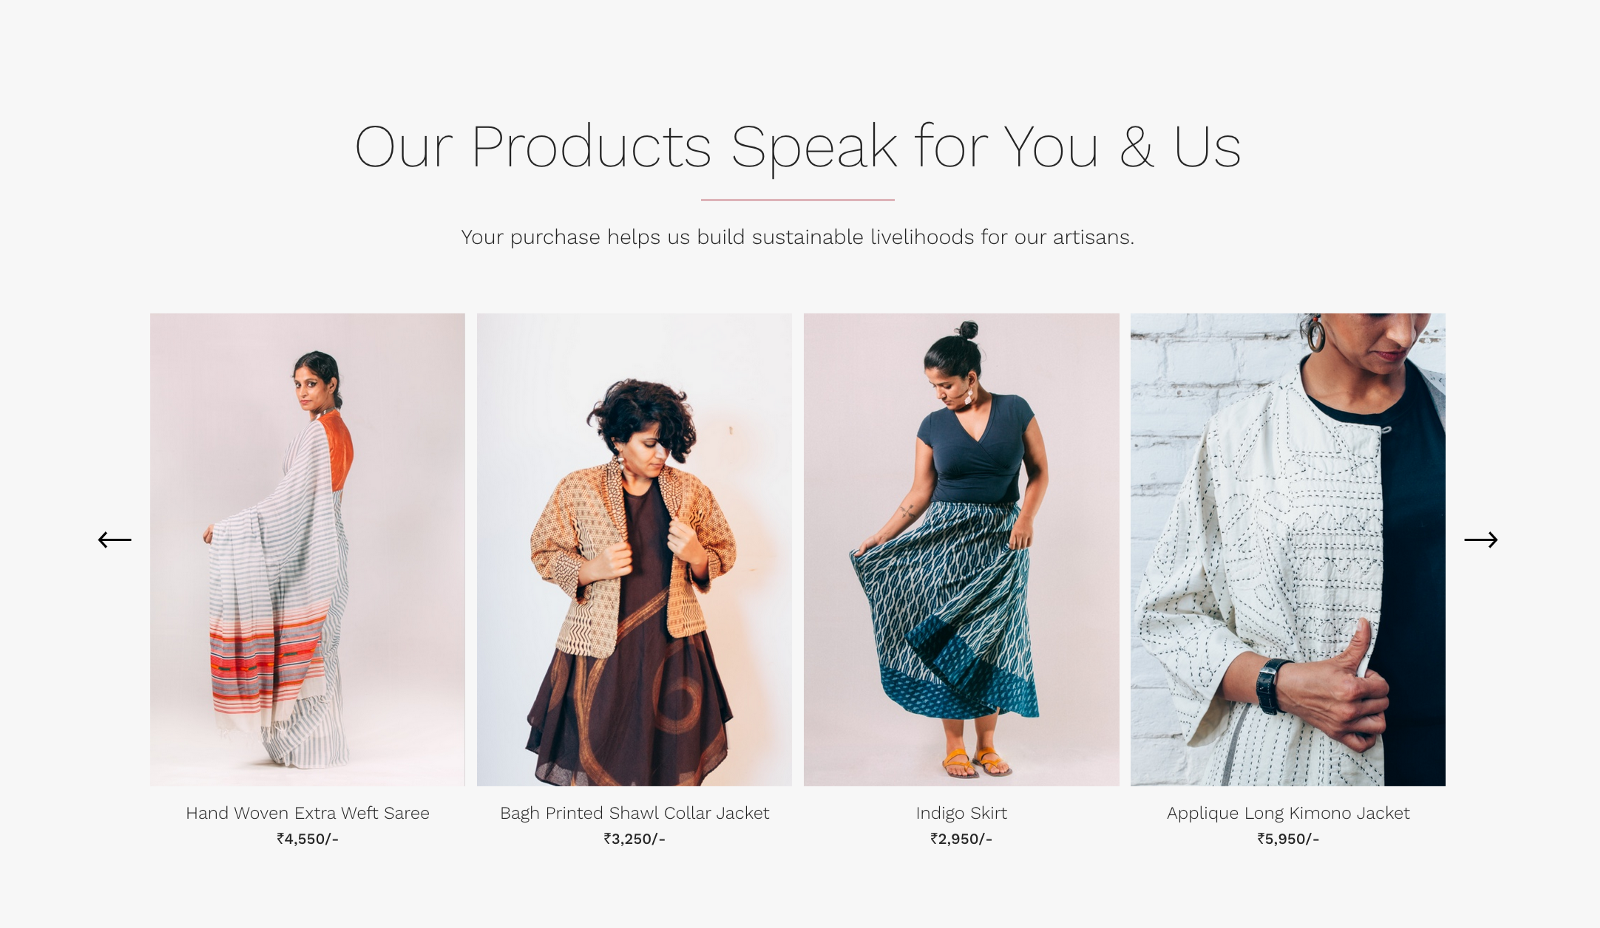 Our Products Speak for You & Us
Your purchase helps us build sustainable livelihoods for our artisans.
Hand Woven Extra Weft Saree
₹4,550/-
Bagh Printed Shawl Collar Jacket
₹3,250/-
Indigo Skirt
₹2,950/-
Applique Long Kimono Jacket
₹5,950/-